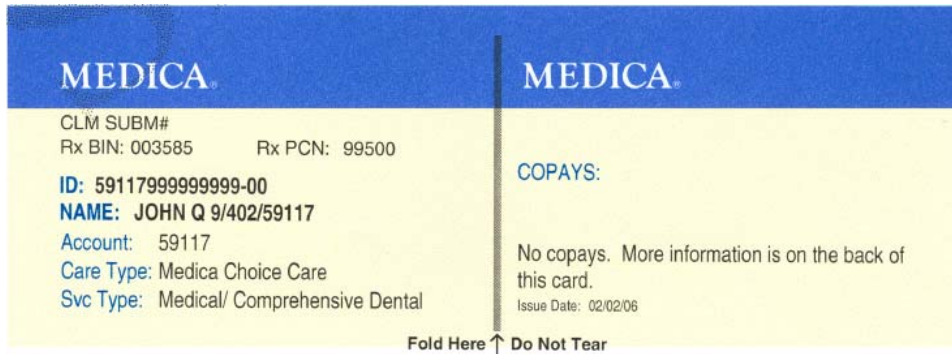 MEDICA®
CLM SUBM#
Rx BIN: 003585 Rx PCN: 99500
ID: 59117999999999-00
NAME: JOHN Q 9/402/59117
Account: 59117
Care Type: Medica Choice Care
Svc Type: Medical/ Comprehensive Dental
MEDICA®
COPAYS:
No copays. More information is on the back of
this card.
Issue Date: 02/02/06
Fold Here ↑ Do Not Tear